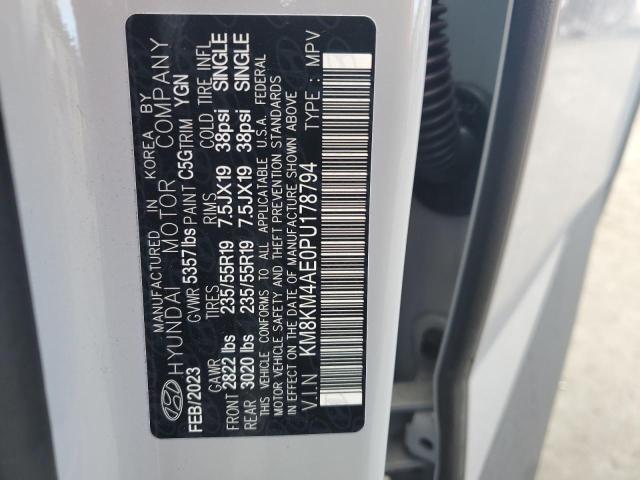 MANUFACTURED IN KOREA BY
HYUNDAI MOTOR COMPANY
FEB/2023 GVWR 5357lbs PAINT C5G TRIM YGN
GAWR TIRES RIMS COLD TIRE INFL
FRONT 2822 lbs 235/55R19 7.5JX19 38psi SINGLE
REAR 3020 lbs 235/55R19 7.5JX19 38psi SINGLE
THIS VEHICLE CONFORMS TO ALL APPLICABLE U.S.A. FEDERAL
MOTOR VEHICLE SAFETY AND THEFT PREVENTION STANDARDS
IN EFFECT ON THE DATE OF MANUFACTURE SHOWN ABOVE.
V.I.N KM8KM4AE0PU178794 TYPE : MPV